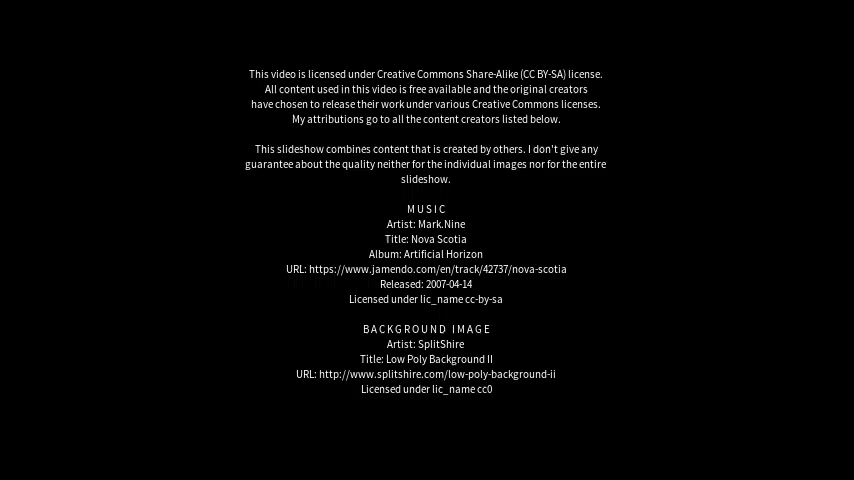 This video is licensed under Creative Commons Share-Alike (CC BY-SA) license.
All content used in this video is free available and the original creators
have chosen to release their work under various Creative Commons licenses.
My attributions go to all the content creators listed below.
This slideshow combines content that is created by others. I don't give any
guarantee about the quality neither for the individual images nor for the entire
slideshow.
MUSIC
Artist: Mark.Nine
Title: Nova Scotia
Album: Artificial Horizon
URL: https://www.jamendo.com/en/track/42737/nova-scotia
Released: 2007-04-14
Licensed under lic_name cc-by-sa
BACKGROUND IMAGE
Artist: SplitShire
Title: Low Poly Background II
URL: http://www.splitshire.com/low-poly-background-ii
Licensed under lic_name cc0